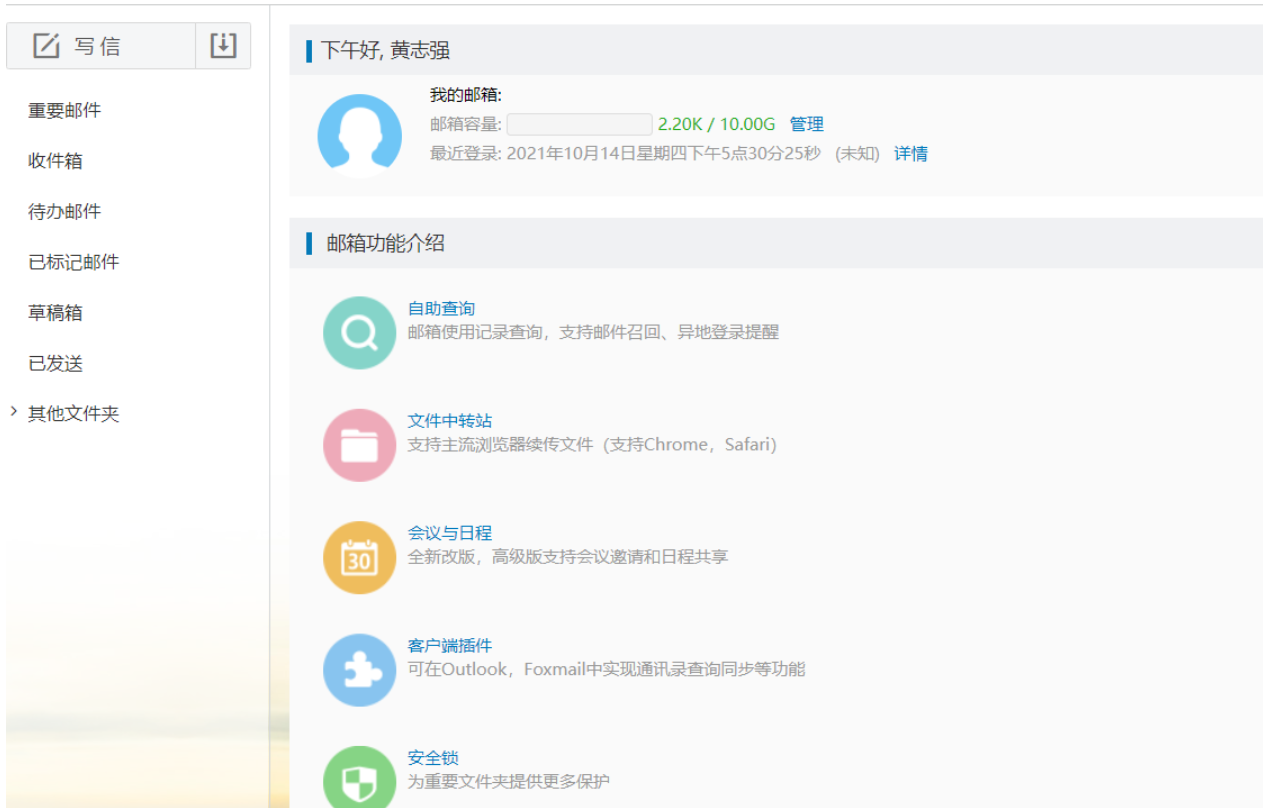 写信
重要邮件
收件箱
待办邮件
已标记邮件
草稿箱
已发送
其他文件夹
下午好, 黄志强
我的邮箱:
邮箱容量: 2.20K / 10.00G 管理
最近登录: 2021年10月14日星期四下午5点30分25秒 (未知) 详情
邮箱功能介绍
自助查询
邮箱使用记录查询，支持邮件召回、异地登录提醒
文件中转站
支持主流浏览器续传文件 (支持Chrome，Safari)
30
会议与日程
全新改版，高级版支持会议邀请和日程共享
客户端插件
可在Outlook，Foxmail中实现通讯录查询同步等功能
安全锁
为重要文件夹提供更多保护